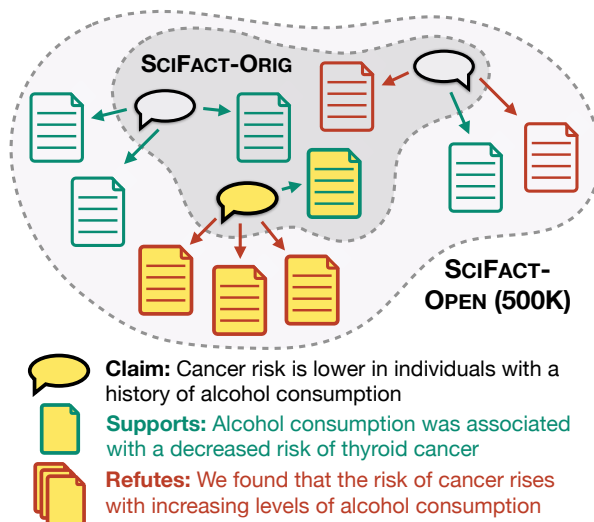 SCIFACT-ORIG
SCIFACT-
OPEN (500K)
Claim: Cancer risk is lower in individuals with a
history of alcohol consumption
Supports: Alcohol consumption was associated
with a decreased risk of thyroid cancer
Refutes: We found that the risk of cancer rises
with increasing levels of alcohol consumption